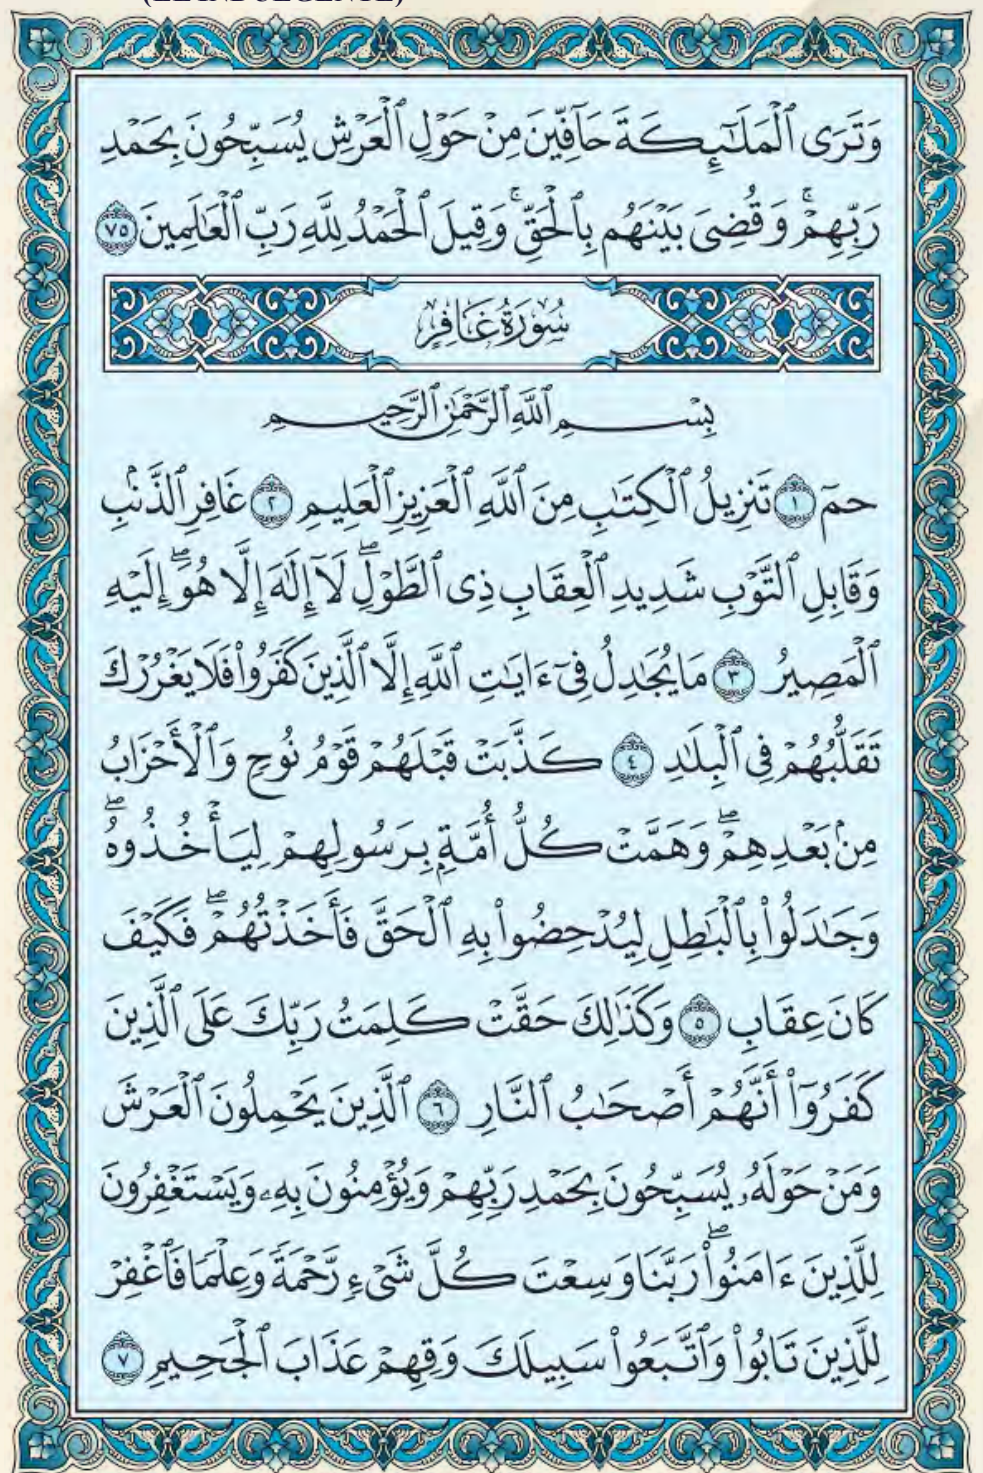 (EL INDULGENTE)
وَتَرَى ٱلْمَلَـٰٓئِكَةَ حَآفِّينَ مِنْ حَوْلِ ٱلْعَرْشِ يُسَبِّحُونَ بِحَمْدِ
رَبِّهِمْ ۖ وَقُضِىَ بَيْنَهُم بِٱلْحَقِّ وَقِيلَ ٱلْحَمْدُ لِلَّهِ رَبِّ ٱلْعَـٰلَمِينَ ٧٥
سُورَةُ غَافِرٍ
بِسْمِ ٱللَّهِ ٱلرَّحْمَـٰنِ ٱلرَّحِيمِ
حمٓ ١ تَنزِيلُ ٱلْكِتَـٰبِ مِنَ ٱللَّهِ ٱلْعَزِيزِ ٱلْعَلِيمِ ٢ غَافِرِ ٱلذَّنۢبِ
وَقَابِلِ ٱلتَّوْبِ شَدِيدِ ٱلْعِقَابِ ذِى ٱلطَّوْلِ ۖ لَآ إِلَـٰهَ إِلَّا هُوَ ۖ إِلَيْهِ
ٱلْمَصِيرُ ٣ مَا يُجَـٰدِلُ فِىٓ ءَايَـٰتِ ٱللَّهِ إِلَّا ٱلَّذِينَ كَفَرُوا۟ فَلَا يَغْرُرْكَ
تَقَلُّبُهُمْ فِى ٱلْبِلَـٰدِ ٤ كَذَّبَتْ قَبْلَهُمْ قَوْمُ نُوحٍ وَٱلْأَحْزَابُ
مِنۢ بَعْدِهِمْ ۖ وَهَمَّتْ كُلُّ أُمَّةٍۭ بِرَسُولِهِمْ لِيَأْخُذُوهُ ۖ
وَجَـٰدَلُوا۟ بِٱلْبَـٰطِلِ لِيُدْحِضُوا۟ بِهِ ٱلْحَقَّ فَأَخَذْتُهُمْ ۖ فَكَيْفَ
كَانَ عِقَابِ ٥ وَكَذَٰلِكَ حَقَّتْ كَلِمَتُ رَبِّكَ عَلَى ٱلَّذِينَ
كَفَرُوٓا۟ أَنَّهُمْ أَصْحَـٰبُ ٱلنَّارِ ٦ ٱلَّذِينَ يَحْمِلُونَ ٱلْعَرْشَ
وَمَنْ حَوْلَهُۥ يُسَبِّحُونَ بِحَمْدِ رَبِّهِمْ وَيُؤْمِنُونَ بِهِۦ وَيَسْتَغْفِرُونَ
لِلَّذِينَ ءَامَنُوا۟ ۖ رَبَّنَا وَسِعْتَ كُلَّ شَىْءٍ رَّحْمَةً وَعِلْمًا فَٱغْفِرْ
لِلَّذِينَ تَابُوا۟ وَٱتَّبَعُوا۟ سَبِيلَكَ وَقِهِمْ عَذَابَ ٱلْجَحِيمِ ٧